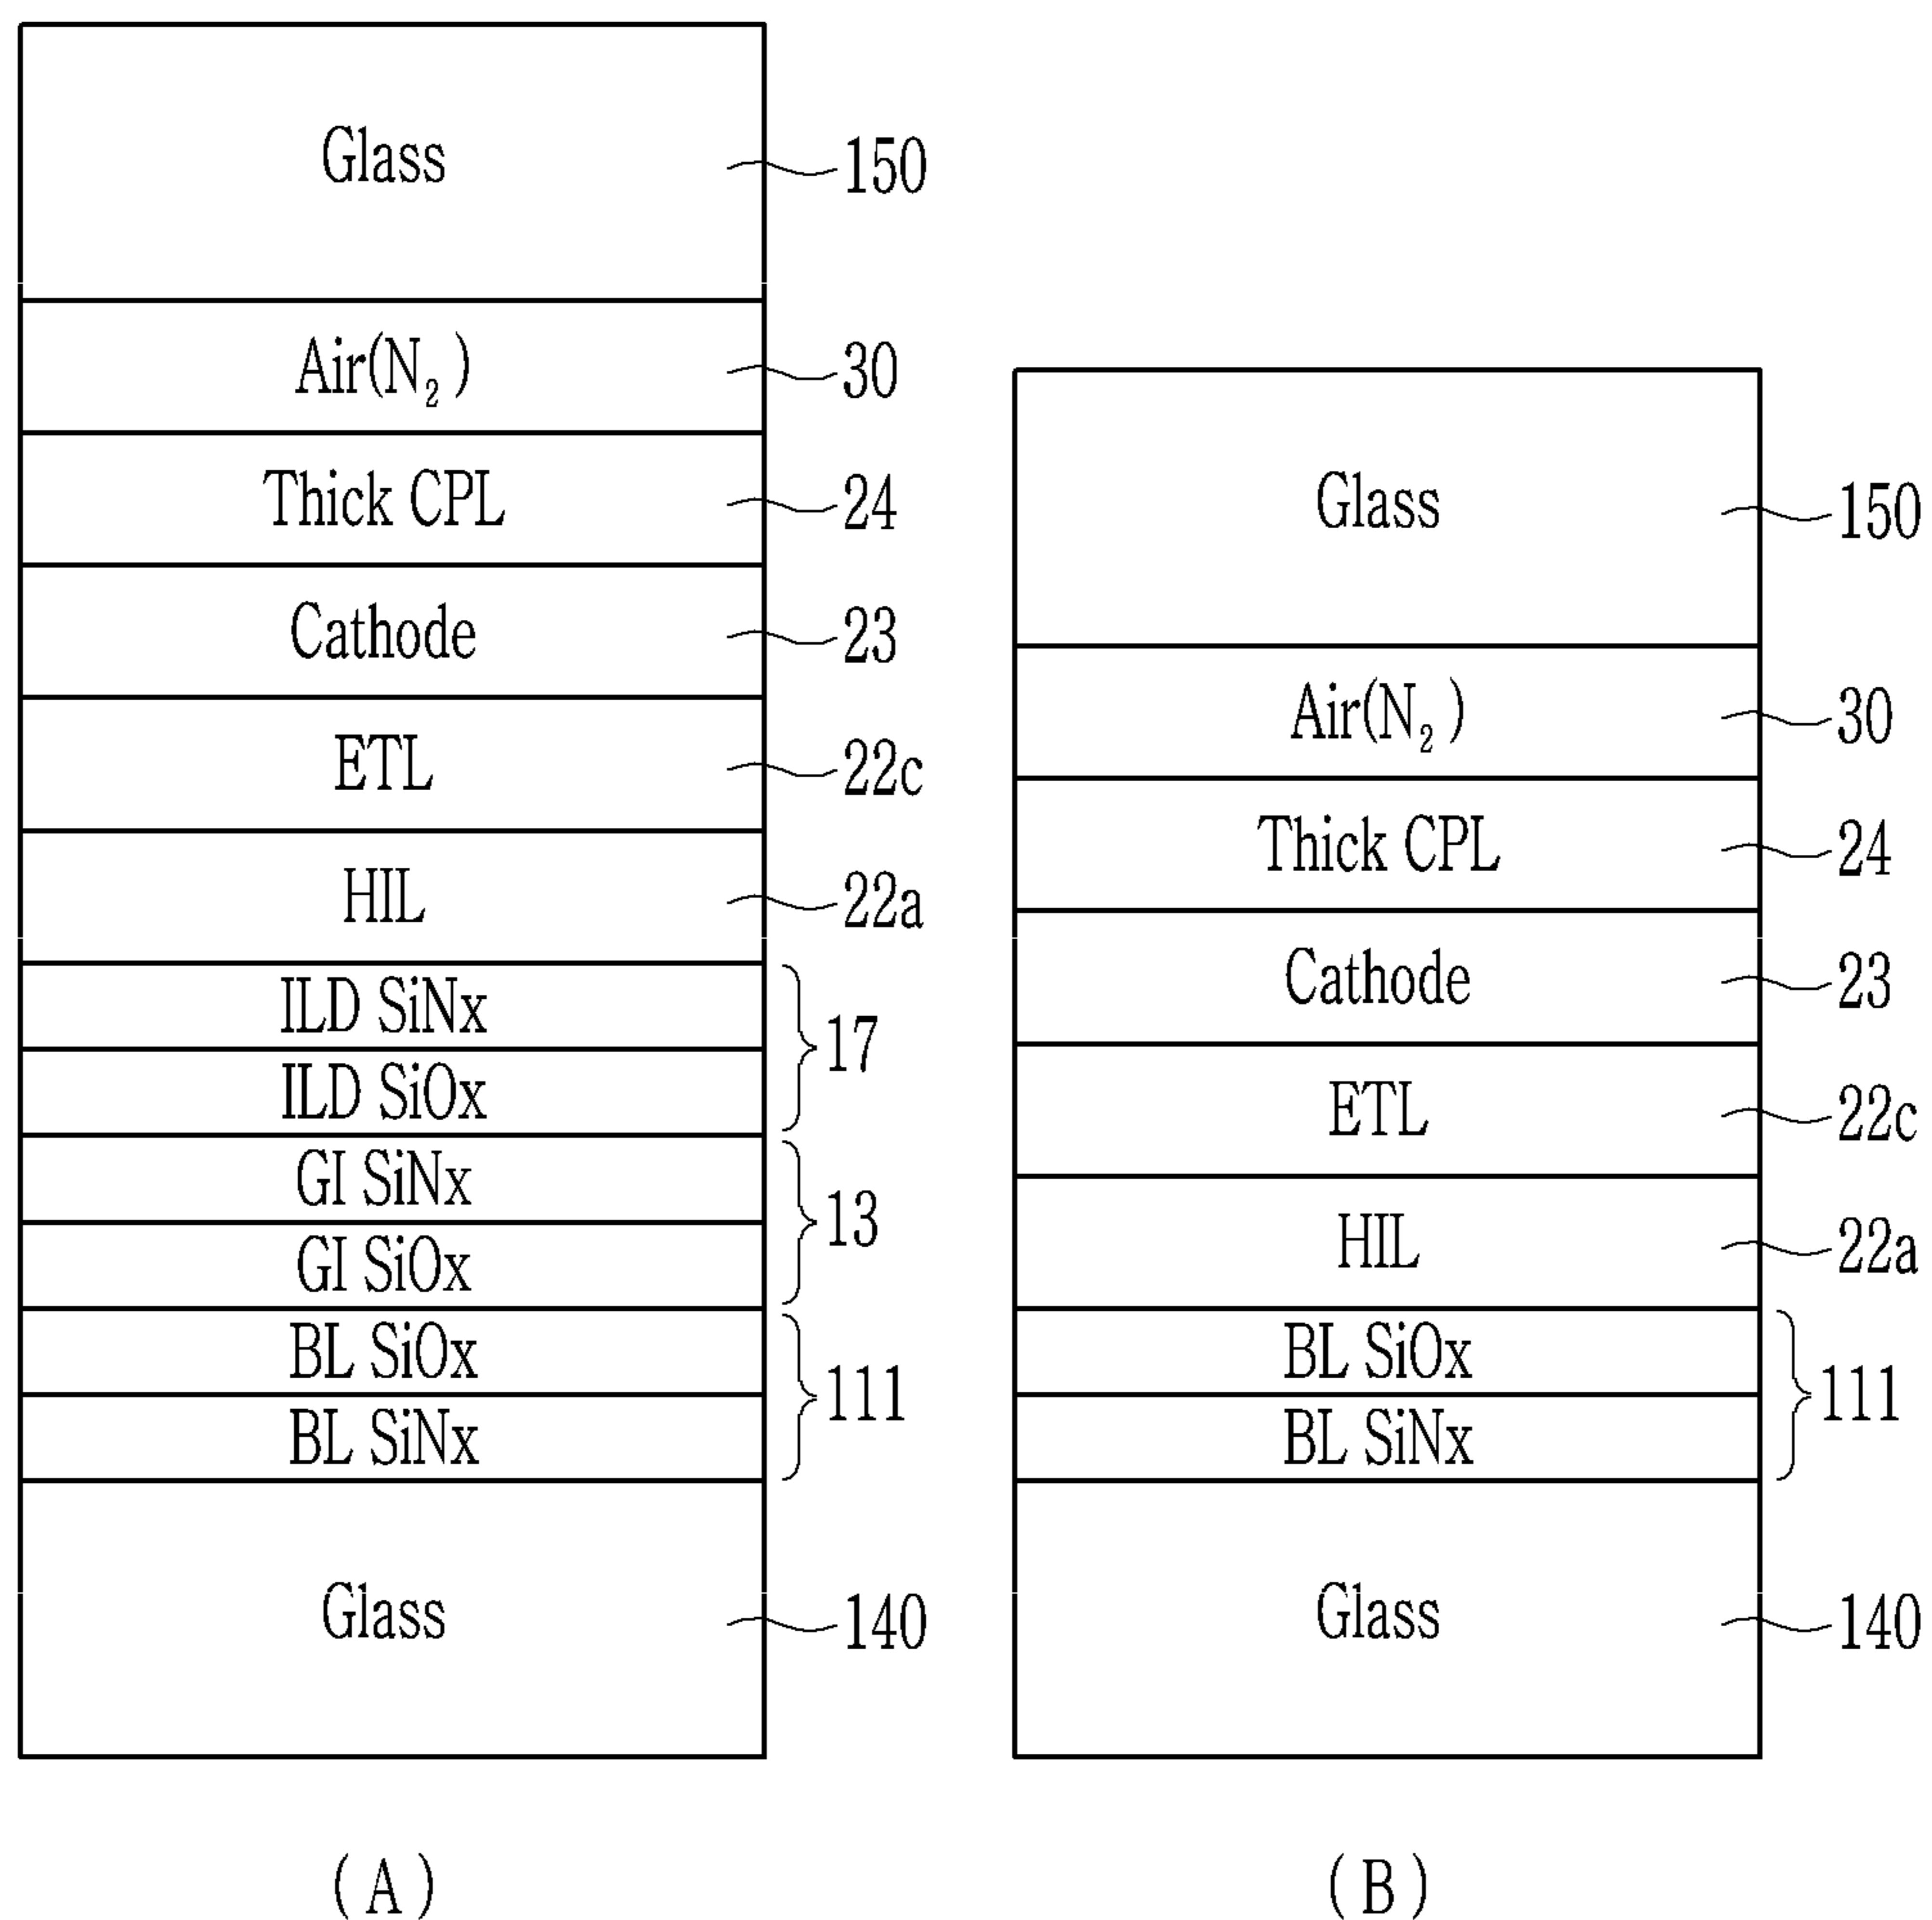 Glass 150
Air(N₂) 30
Thick CPL 24
Cathode 23
ETL 22c
HIL 22a
ILD SiNx
ILD SiOx
17
GI SiNx
GI SiOx
13
BL SiOx
BL SiNx
111
Glass 140
(A)
Glass 150
Air(N₂) 30
Thick CPL 24
Cathode 23
ETL 22c
HIL 22a
BL SiOx
BL SiNx
111
Glass 140
(B)